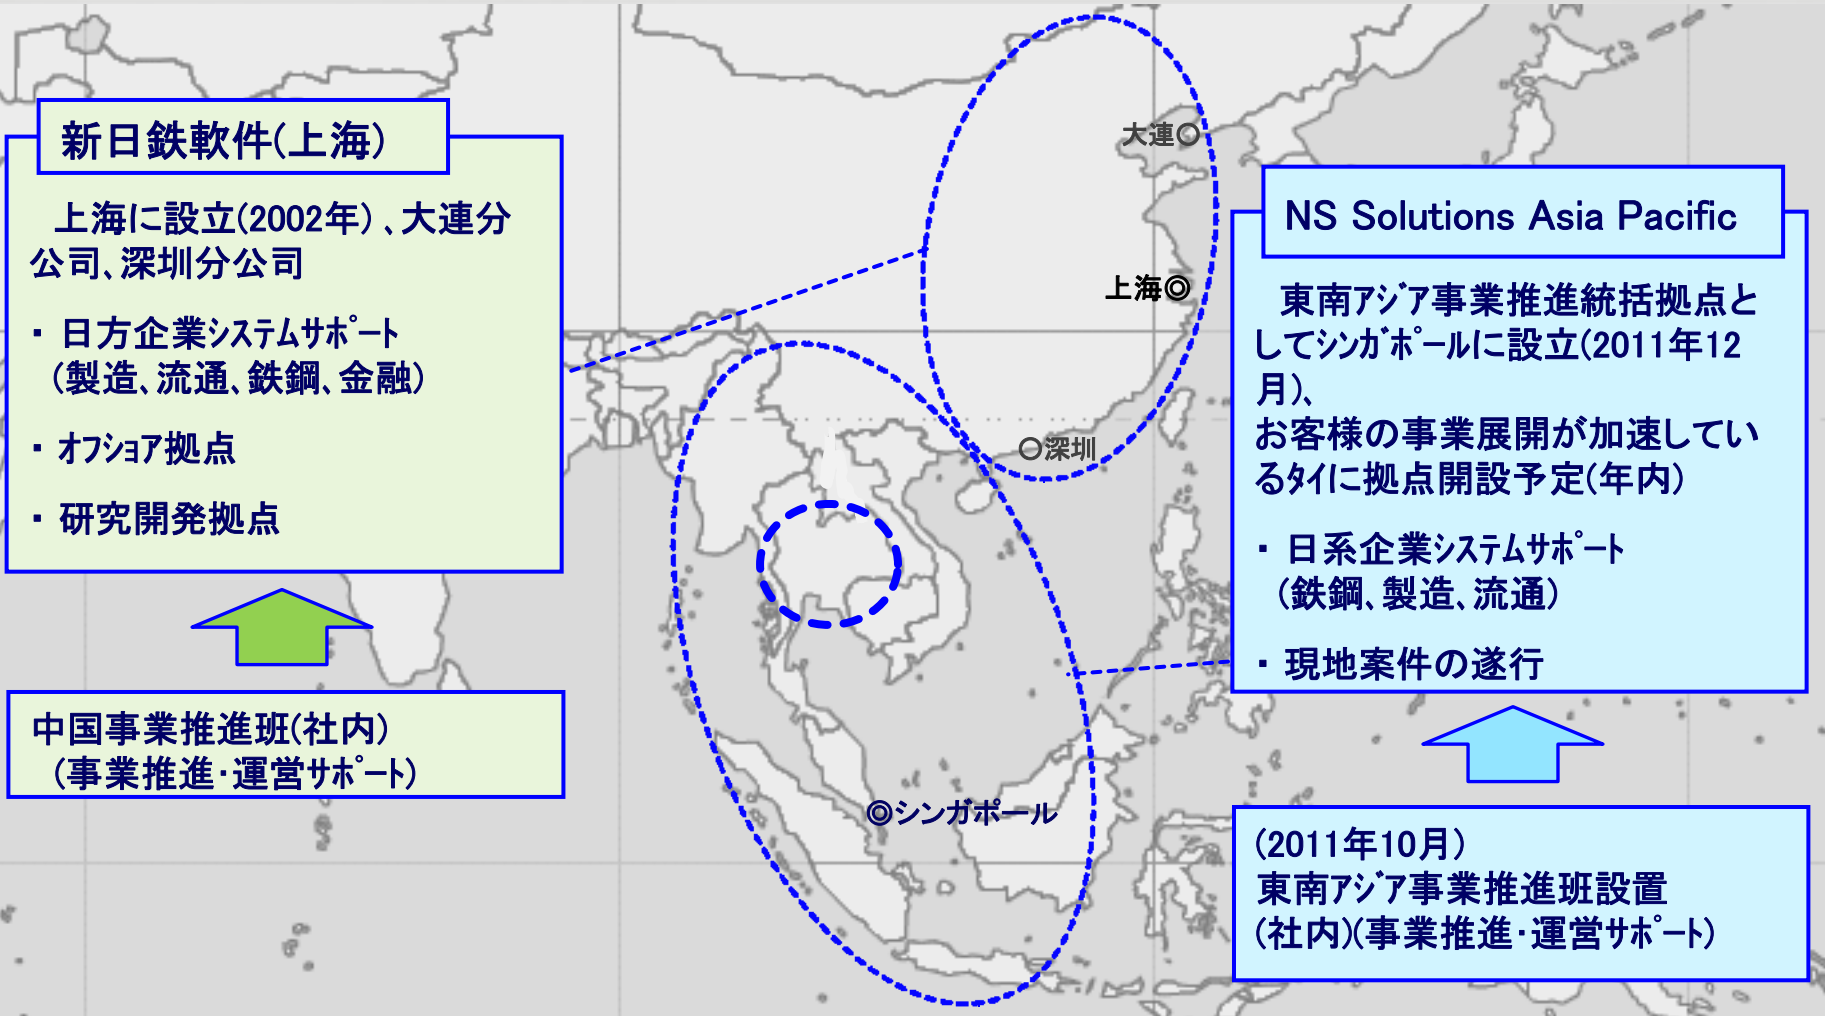 新日鉄軟件(上海)
上海に設立(2002年)、大連分
公司、深圳分公司
・ 日方企業ｼｽﾃﾑｻﾎﾟｰﾄ
(製造、流通、鉄鋼、金融)
・ ｵﾌｼｮｱ拠点
・ 研究開発拠点
中国事業推進班(社内)
(事業推進・運営ｻﾎﾟｰﾄ)
大連○
上海◎
○深圳
◎シンガポール
NS Solutions Asia Pacific
東南ｱｼﾞｱ事業推進統括拠点と
してｼﾝｶﾞﾎﾟｰﾙに設立(2011年12
月)、
お客様の事業展開が加速してい
るﾀｲに拠点開設予定(年内)
・ 日系企業ｼｽﾃﾑｻﾎﾟｰﾄ
(鉄鋼、製造、流通)
・ 現地案件の遂行
(2011年10月)
東南ｱｼﾞｱ事業推進班設置
(社内)(事業推進・運営ｻﾎﾟｰﾄ)